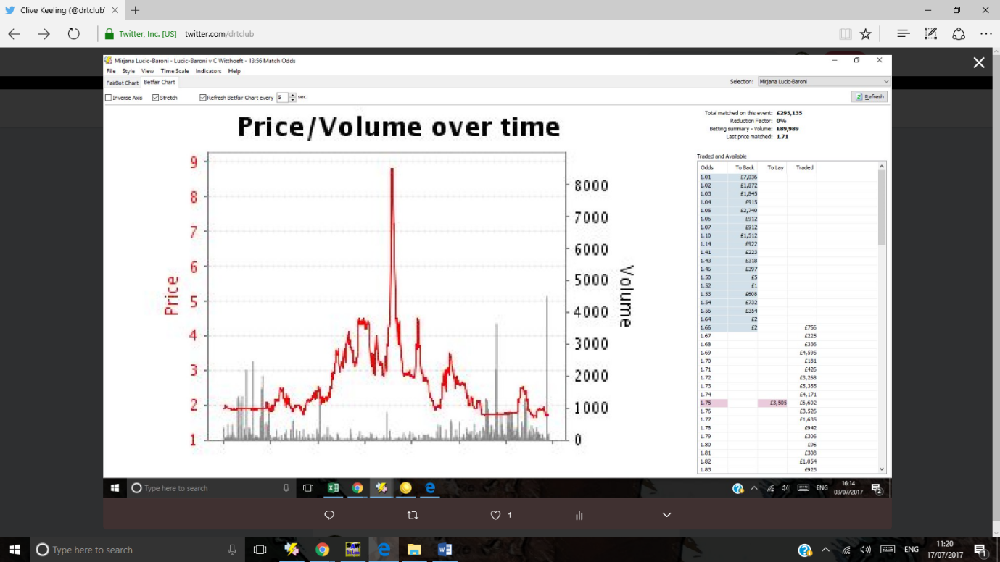 Clive Keeling (@drtclub)
Twitter, Inc. [US] twitter.com/drtclub
Mirjana Lucic-Baroni - Lucic-Baroni v C Witthoeft - 13:56 Match Odds
File Style View Time Scale Indicators Help
FairBot Chart Betfair Chart
Selection: Mirjana Lucic-Baroni
Inverse Axis Stretch Refresh Betfair Chart every 5 sec.
Refresh
Price/Volume over time
Price
9
8
7
6
5
4
3
2
1
8000
7000
6000
5000
4000
3000
2000
1000
0
Volume
Total matched on this event: £295,135
Reduction Factor: 0%
Betting summary - Volume: £89,989
Last price matched: 1.71
Traded and Available
Odds To Back To Lay Traded
1.01 £7,036
1.02 £1,872
1.03 £1,845
1.04 £915
1.05 £2,740
1.06 £912
1.07 £912
1.10 £1,512
1.14 £922
1.41 £223
1.43 £318
1.46 £397
1.50 £5
1.52 £1
1.53 £608
1.54 £732
1.56 £354
1.64 £2
1.66 £2 £756
1.67 £225
1.68 £336
1.69 £4,595
1.70 £181
1.71 £426
1.72 £3,268
1.73 £5,355
1.74 £4,171
1.75 £3,505 £6,602
1.76 £3,526
1.77 £1,635
1.78 £942
1.79 £306
1.80 £96
1.81 £308
1.82 £1,054
1.83 £925
Type here to search
ENG
16:14
03/07/2017
2
1
Type here to search
ENG
11:20
17/07/2017
1